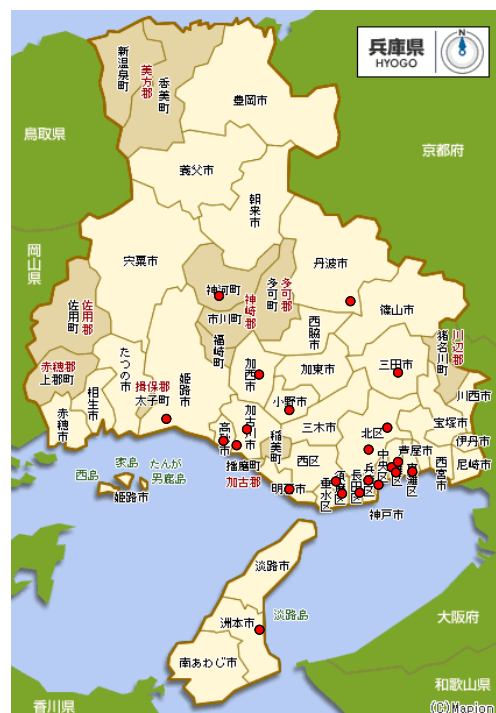 兵庫県
HYOGO
N
新温泉町
美方郡
香美町
豊岡市
鳥取県
京都府
養父市
朝来市
岡山県
宍粟市
丹波市
神河町
神崎郡
多可町
多可郡
佐用町
佐用郡
市川町
篠山市
福崎町
西脇市
猪名川町
川辺郡
赤穂郡
上郡町
たつの市
揖保郡
太子町
姫路市
加西市
加東市
三田市
相生市
赤穂市
小野市
川西市
高砂市
加古川市
三木市
北区
宝塚市
稲美町
伊丹市
芦屋市
中央区
西区
尼崎市
西宮市
東灘区
播磨町
加古郡
明石市
垂水区
須磨区
長田区
兵庫区
神戸市
西島
家島
たんが
男鹿島
姫路市
淡路市
淡路島
洲本市
南あわじ市
大阪府
和歌山県
香川県
(C)Mapion